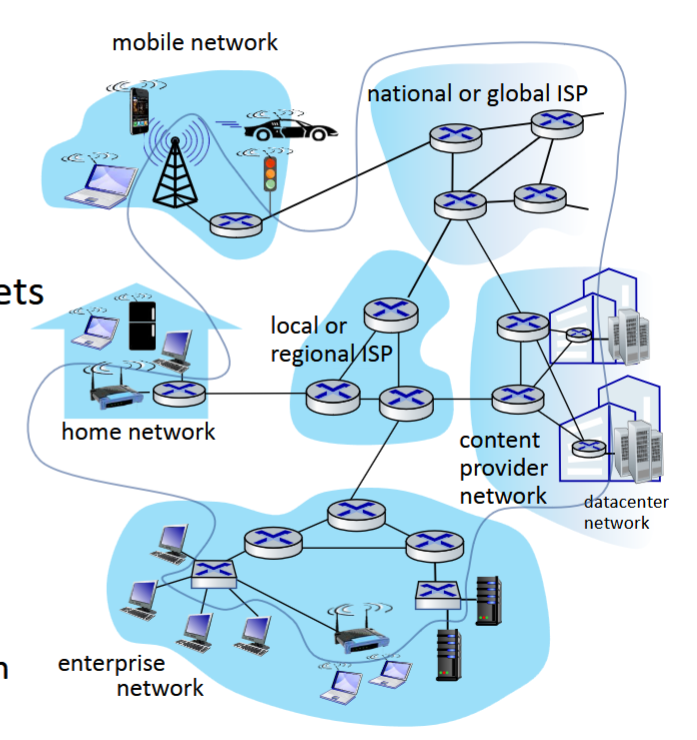 mobile network
national or global ISP
ets
local or
regional ISP
home network
content
provider
network
datacenter
network
enterprise
network
n